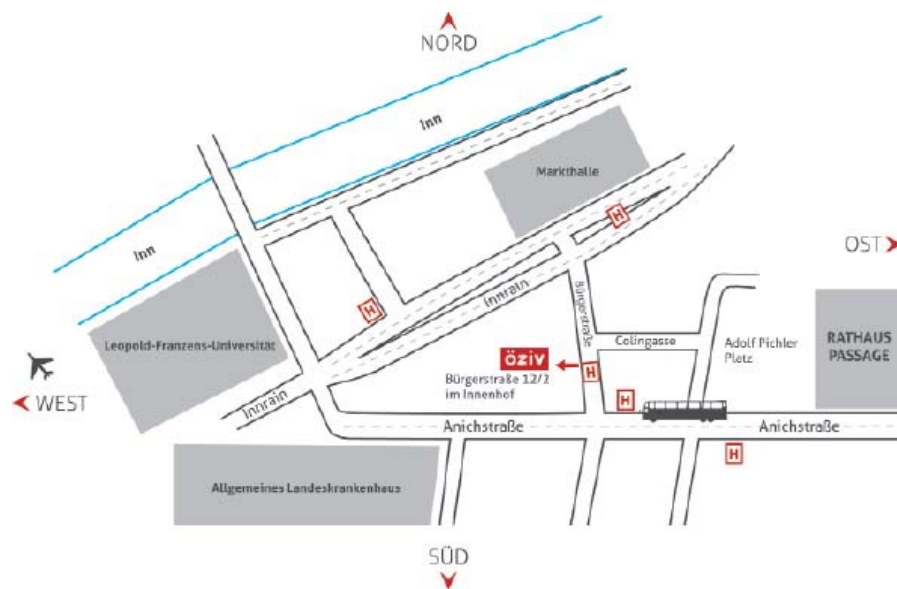 NORD
Inn
Markthalle
H
OST
Inn
H
Innrain
Bürgerstraße
Leopold-Franzens-Universität
Colingasse
Adolf Pichler
Platz
RATHAUS
PASSAGE
öziv
H
Bürgerstraße 12/2
im Innenhof
WEST
Innrain
H
Anichstraße
Anichstraße
H
Allgemeines Landeskrankenhaus
SÜD